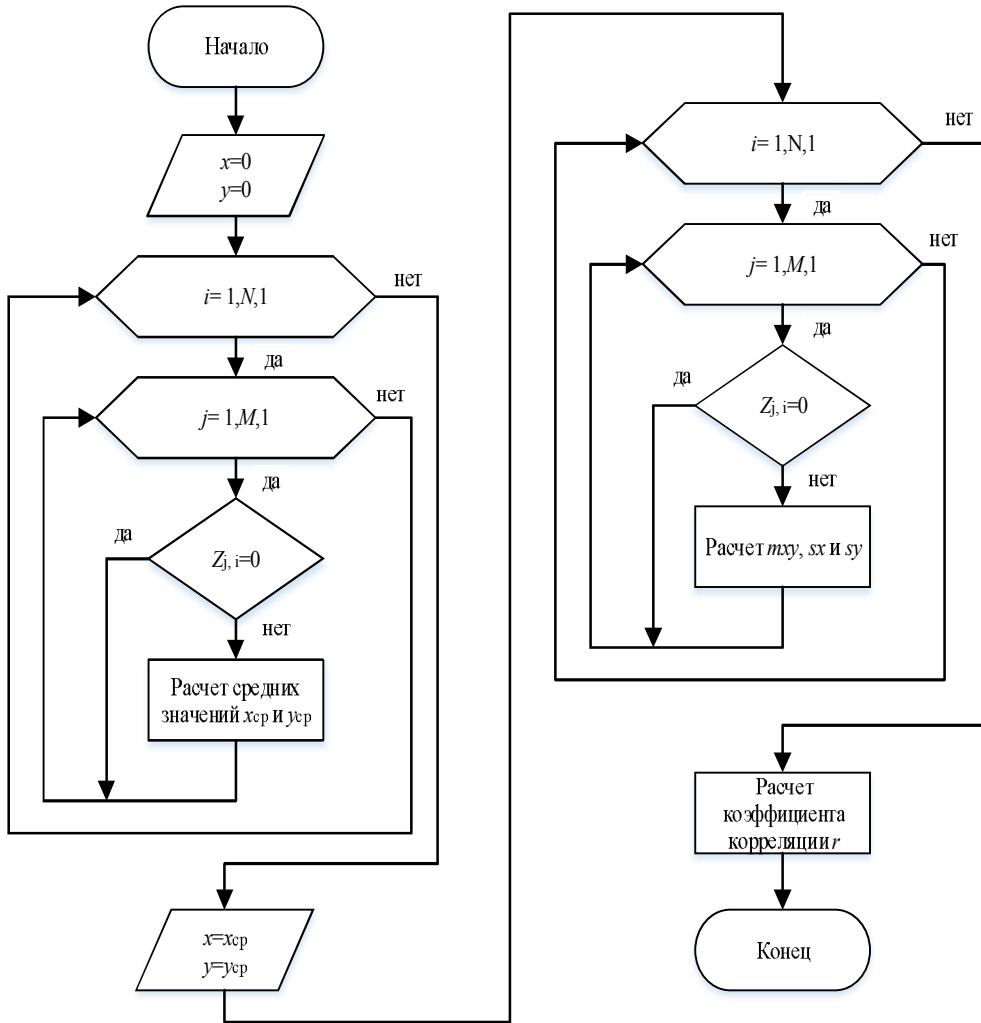 Начало
x=0
y=0
i= 1,N,1
нет
да
j= 1,M,1
нет
да
Zj, i=0
да
нет
Расчет средних
значений xср и yср
x=xср
y=yср
i= 1,N,1
нет
да
j= 1,M,1
нет
да
Zj, i=0
да
нет
Расчет mxy, sx и sy
Расчет
коэффициента
корреляции r
Конец